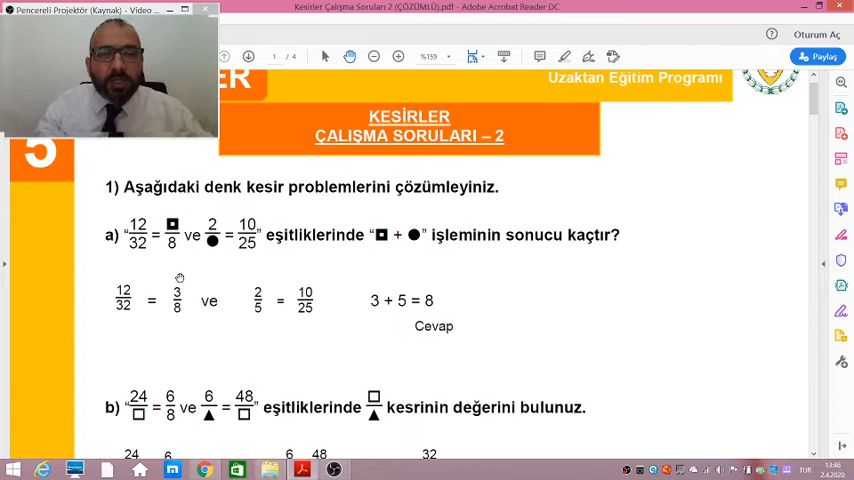 Kesirler Çalışma Soruları 2 (ÇÖZÜMLÜ).pdf - Adobe Acrobat Reader DC
Pencereli Projektör (Kaynak) - Video ...
Oturum Aç
1 / 4
%159
Paylaş
ER
Uzaktan Eğitim Programı
5
KESİRLER
ÇALIŞMA SORULARI – 2
1) Aşağıdaki denk kesir problemlerini çözümleyiniz.
a) “12/32 = ◘/8 ve 2/● = 10/25” eşitliklerinde “◘ + ●” işleminin sonucu kaçtır?
12/32 = 3/8 ve 2/5 = 10/25 3 + 5 = 8
Cevap
b) “24/□ = 6/8 ve 6/▲ = 48/□” eşitliklerinde □/▲ kesrinin değerini bulunuz.
24 6 6 48 32
TUR
13:46
2.4.2020